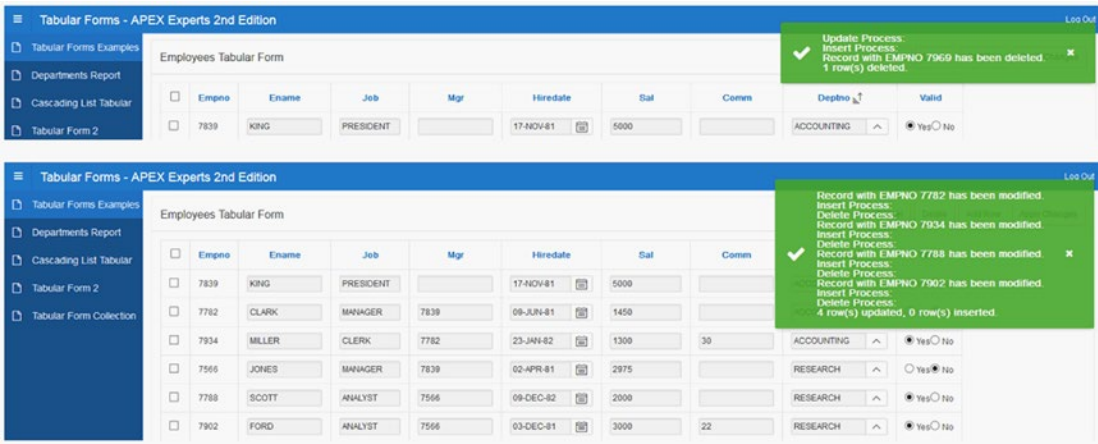 Tabular Forms - APEX Experts 2nd Edition
Log Out
Tabular Forms Examples
Departments Report
Cascading List Tabular
Tabular Form 2
Employees Tabular Form
Update Process:
Insert Process:
Record with EMPNO 7969 has been deleted.
1 row(s) deleted.
Empno Ename Job Mgr Hiredate Sal Comm Deptno Valid
7839 KING PRESIDENT 17-NOV-81 5000 ACCOUNTING Yes No
Tabular Forms - APEX Experts 2nd Edition
Log Out
Tabular Forms Examples
Departments Report
Cascading List Tabular
Tabular Form 2
Tabular Form Collection
Employees Tabular Form
Record with EMPNO 7782 has been modified.
Insert Process:
Delete Process:
Record with EMPNO 7934 has been modified.
Insert Process:
Delete Process:
Record with EMPNO 7788 has been modified.
Insert Process:
Delete Process:
Record with EMPNO 7902 has been modified.
Insert Process:
Delete Process:
4 row(s) updated, 0 row(s) inserted.
Empno Ename Job Mgr Hiredate Sal Comm
7839 KING PRESIDENT 17-NOV-81 5000
7782 CLARK MANAGER 7839 09-JUN-81 1450
7934 MILLER CLERK 7782 23-JAN-82 1300 30 ACCOUNTING Yes No
7566 JONES MANAGER 7839 02-APR-81 2975 RESEARCH Yes No
7788 SCOTT ANALYST 7566 09-DEC-82 2000 RESEARCH Yes No
7902 FORD ANALYST 7566 03-DEC-81 3000 22 RESEARCH Yes No